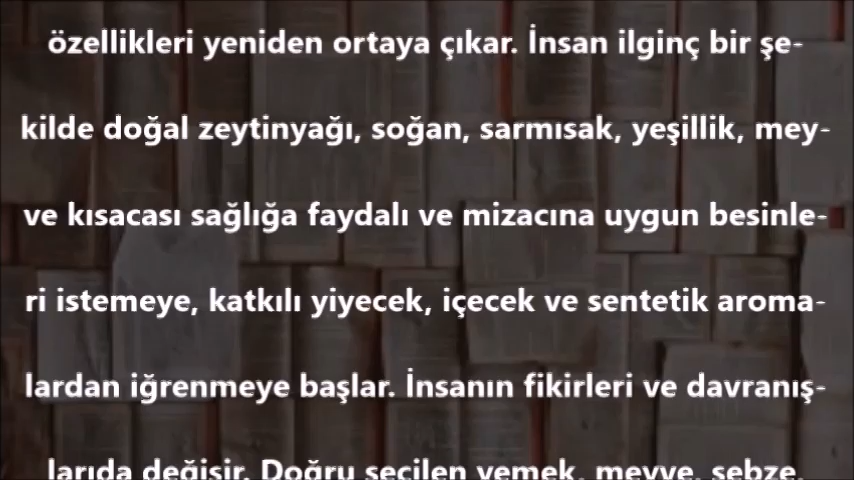 özellikleri yeniden ortaya çıkar. İnsan ilginç bir şe-
kilde doğal zeytinyağı, soğan, sarmısak, yeşillik, mey-
ve kısacası sağlığa faydalı ve mizacına uygun besinle-
ri istemeye, katkılı yiyecek, içecek ve sentetik aroma-
lardan iğrenmeye başlar. İnsanın fikirleri ve davranış-
larıda değişir. Doğru seçilen yemek, meyve, sebze,